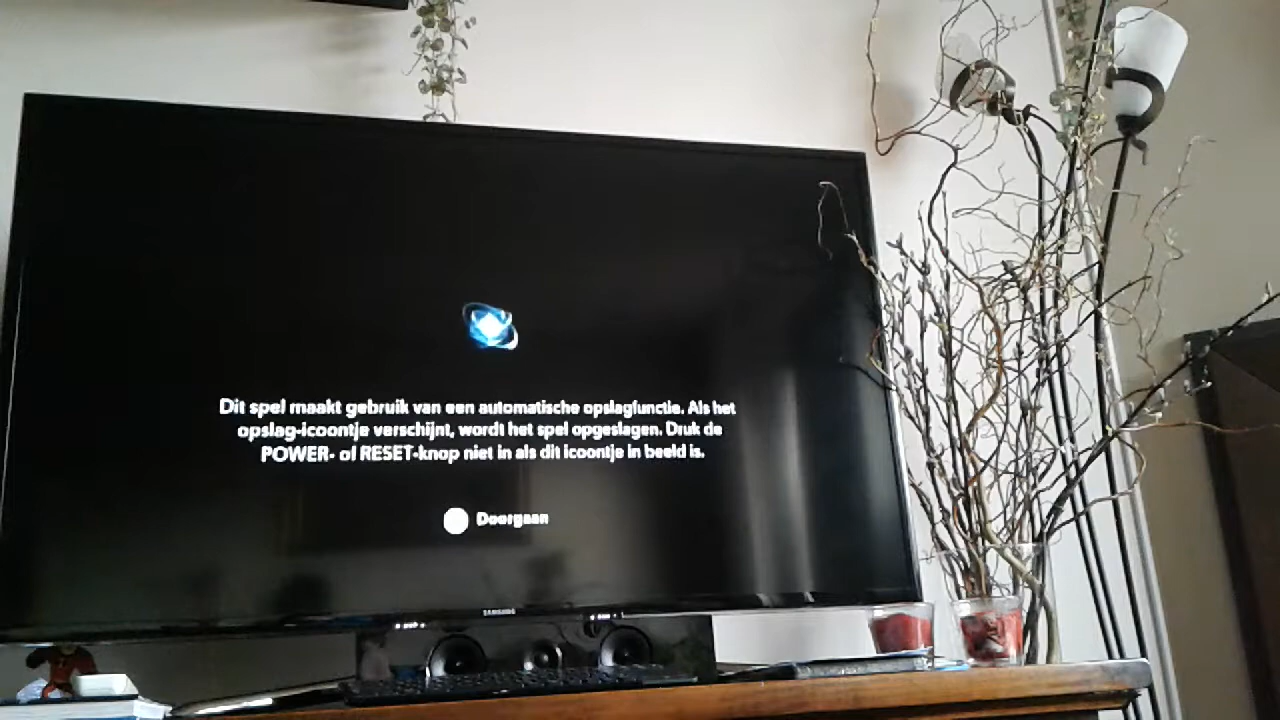 Dit spel maakt gebruik van een automatische opslagfunctie. Als het
opslag-icoontje verschijnt, wordt het spel opgeslagen. Druk de
POWER- of RESET-knop niet in als dit icoontje in beeld is.
Doorgaan
SAMSUNG